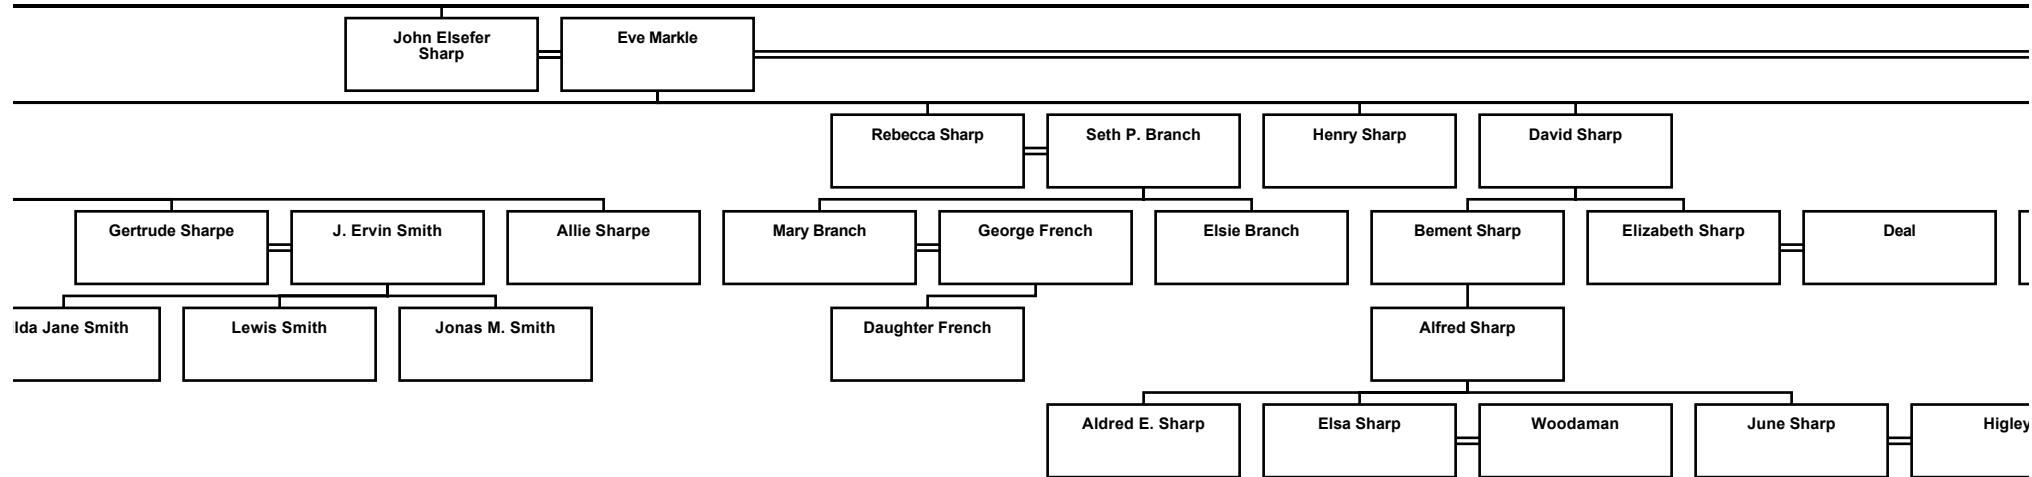 John Elsefer
Sharp
Eve Markle
Rebecca Sharp
Seth P. Branch
Henry Sharp
David Sharp
Gertrude Sharpe
J. Ervin Smith
Allie Sharpe
Mary Branch
George French
Elsie Branch
Bement Sharp
Elizabeth Sharp
Deal
Jane Smith
Lewis Smith
Jonas M. Smith
Daughter French
Alfred Sharp
Aldred E. Sharp
Elsa Sharp
Woodaman
June Sharp
Higley